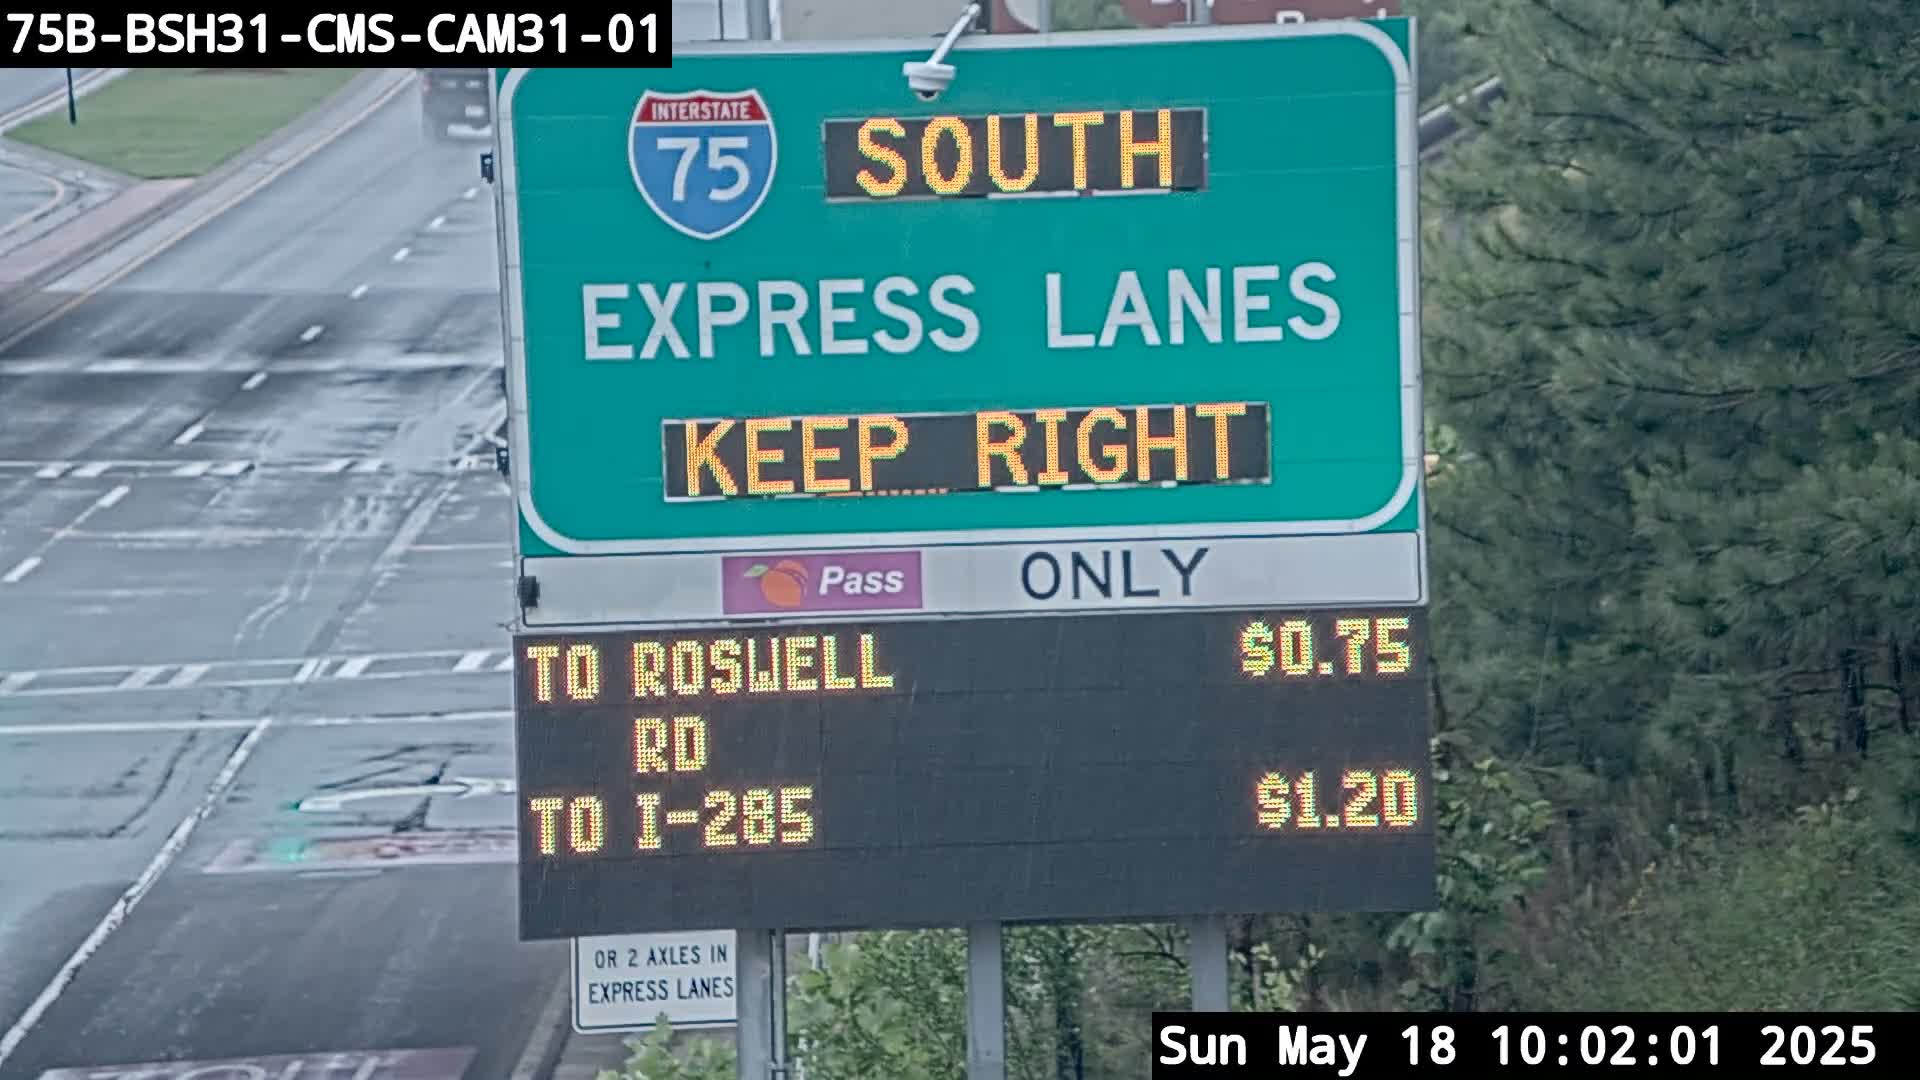 75B-BSH31-CMS-CAM31-01
INTERSTATE
75
SOUTH
EXPRESS LANES
KEEP RIGHT
Pass ONLY
TO ROSWELL $0.75
RD
TO I-285 $1.20
OR 2 AXLES IN
EXPRESS LANES
Sun May 18 10:02:01 2025